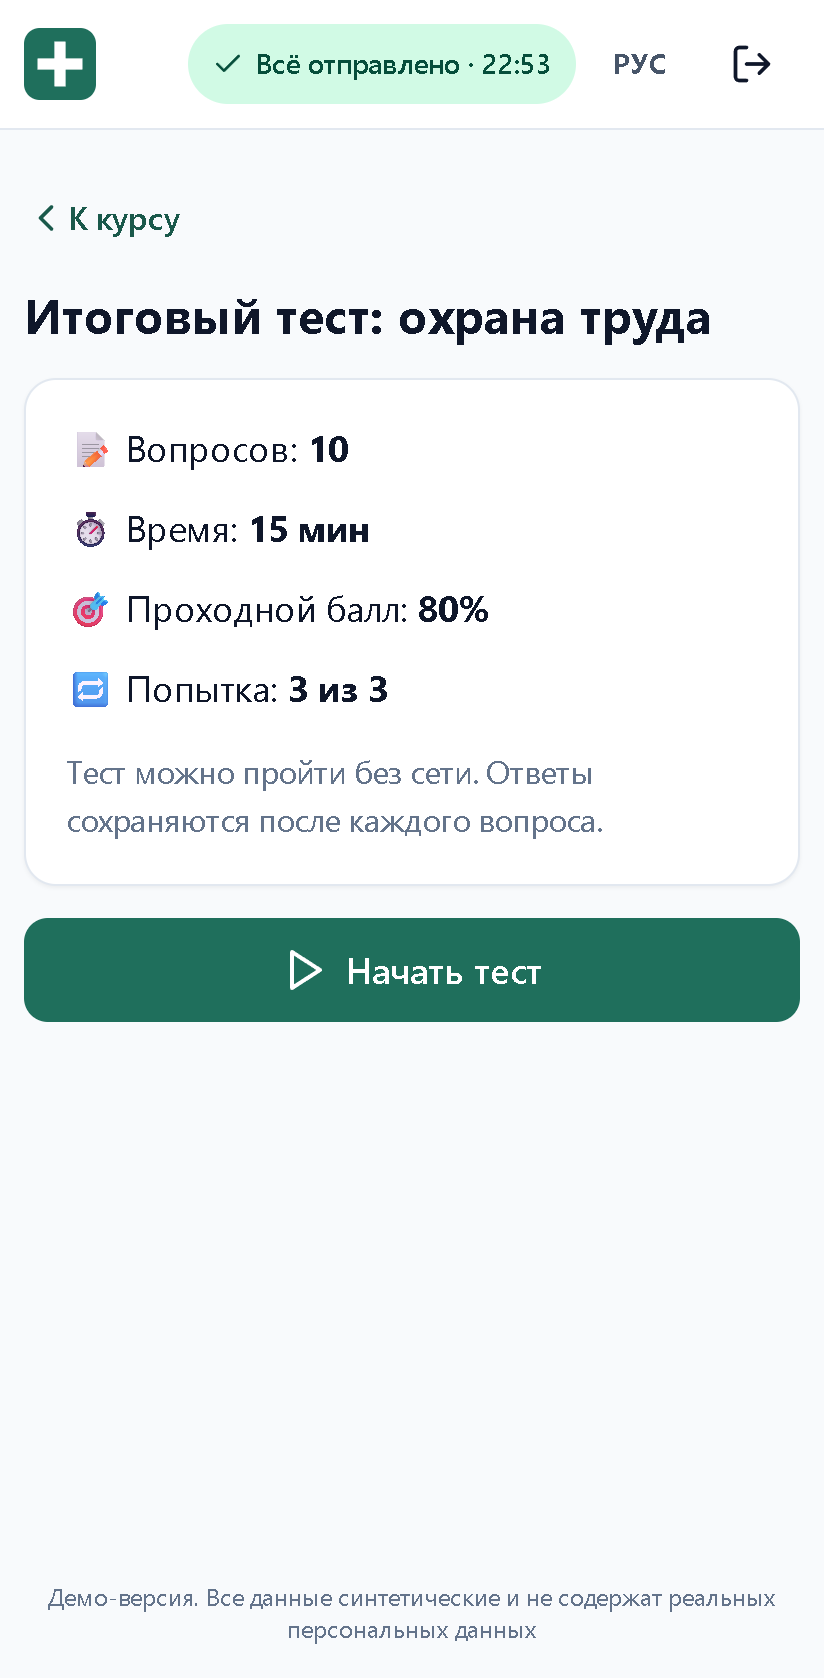 Всё отправлено · 22:53
РУС
К курсу
Итоговый тест: охрана труда
Вопросов: 10
Время: 15 мин
Проходной балл: 80%
Попытка: 3 из 3
Тест можно пройти без сети. Ответы
сохраняются после каждого вопроса.
Начать тест
Демо-версия. Все данные синтетические и не содержат реальных
персональных данных